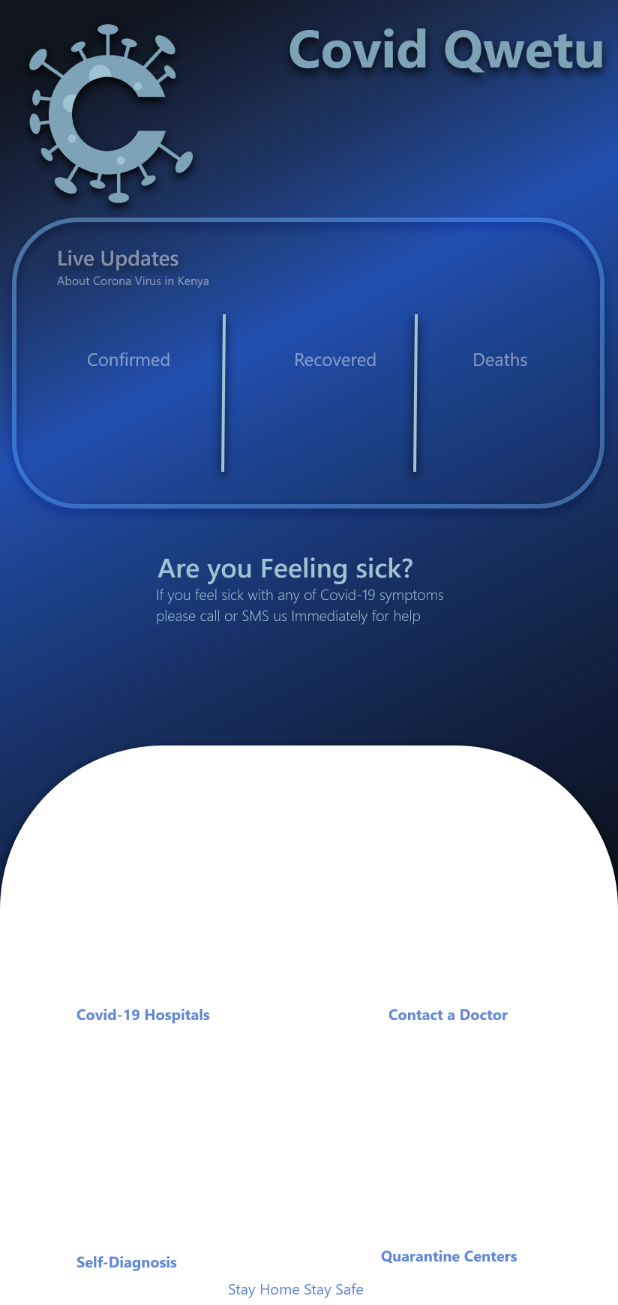 Covid Qwetu
Live Updates
About Corona Virus in Kenya
Confirmed
Recovered
Deaths
Are you Feeling sick?
If you feel sick with any of Covid-19 symptoms
please call or SMS us Immediately for help
Covid-19 Hospitals
Contact a Doctor
Self-Diagnosis
Quarantine Centers
Stay Home Stay Safe